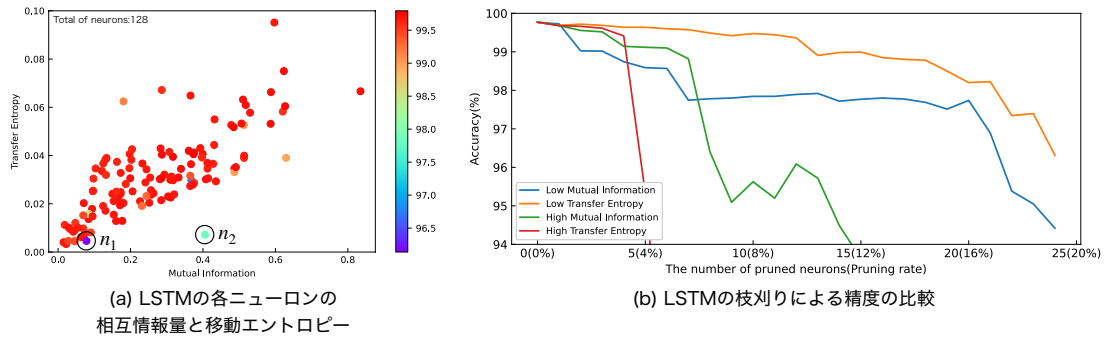 Total of neurons:128
0.10
0.08
0.06
0.04
0.02
0.00
Transfer Entropy
0.0
0.2
0.4
0.6
0.8
Mutual Information
n1
n2
99.5
99.0
98.5
98.0
97.5
97.0
96.5
(a) LSTMの各ニューロンの
相互情報量と移動エントロピー
100
99
98
97
96
95
94
Accuracy(%)
Low Mutual Information
Low Transfer Entropy
High Mutual Information
High Transfer Entropy
0(0%)
5(4%)
10(8%)
15(12%)
20(16%)
25(20%)
The number of pruned neurons(Pruning rate)
(b) LSTMの枝刈りによる精度の比較